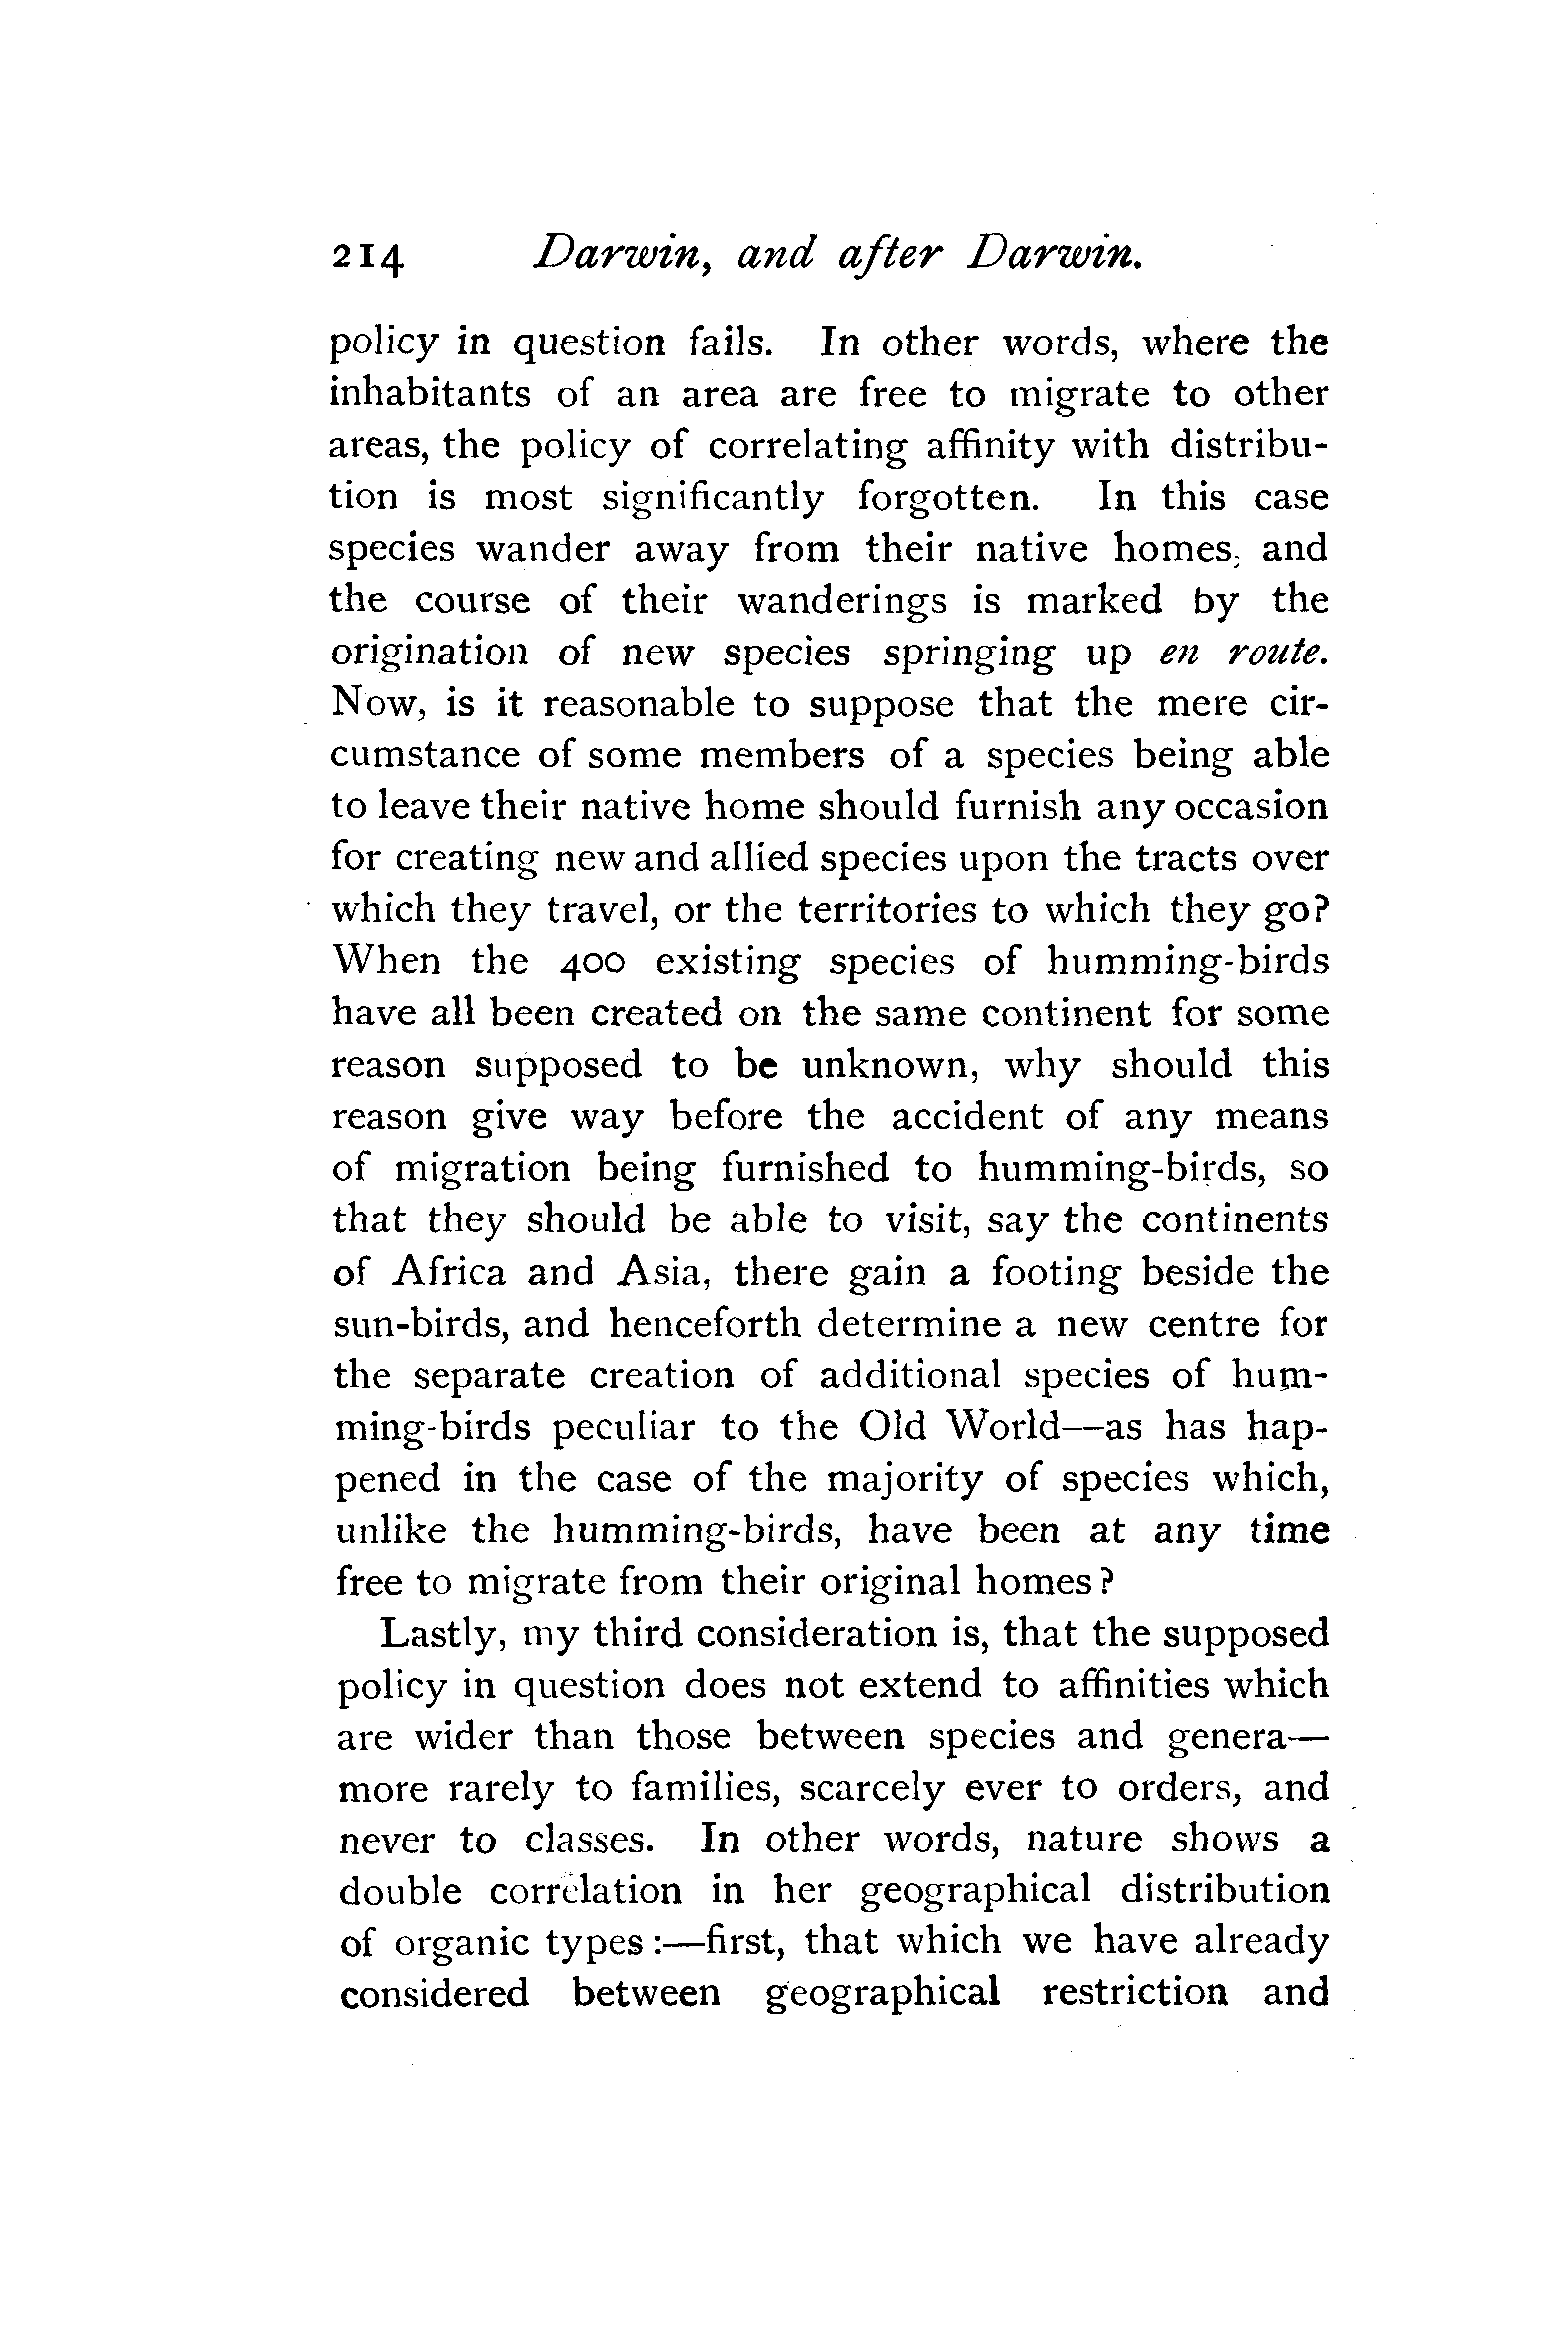 214 Darwin, and after Darwin.
policy in question fails. In other words, where the
inhabitants of an area are free to migrate to other
areas, the policy of correlating affinity with distribu-
tion is most significantly forgotten. In this case
species wander away from their native homes, and
the course of their wanderings is marked by the
origination of new species springing up en route.
Now, is it reasonable to suppose that the mere cir-
cumstance of some members of a species being able
to leave their native home should furnish any occasion
for creating new and allied species upon the tracts over
which they travel, or the territories to which they go?
When the 400 existing species of humming-birds
have all been created on the same continent for some
reason supposed to be unknown, why should this
reason give way before the accident of any means
of migration being furnished to humming-birds, so
that they should be able to visit, say the continents
of Africa and Asia, there gain a footing beside the
sun-birds, and henceforth determine a new centre for
the separate creation of additional species of hum-
ming-birds peculiar to the Old World—as has hap-
pened in the case of the majority of species which,
unlike the humming-birds, have been at any time
free to migrate from their original homes?
Lastly, my third consideration is, that the supposed
policy in question does not extend to affinities which
are wider than those between species and genera—
more rarely to families, scarcely ever to orders, and
never to classes. In other words, nature shows a
double correlation in her geographical distribution
of organic types:—first, that which we have already
considered between geographical restriction and